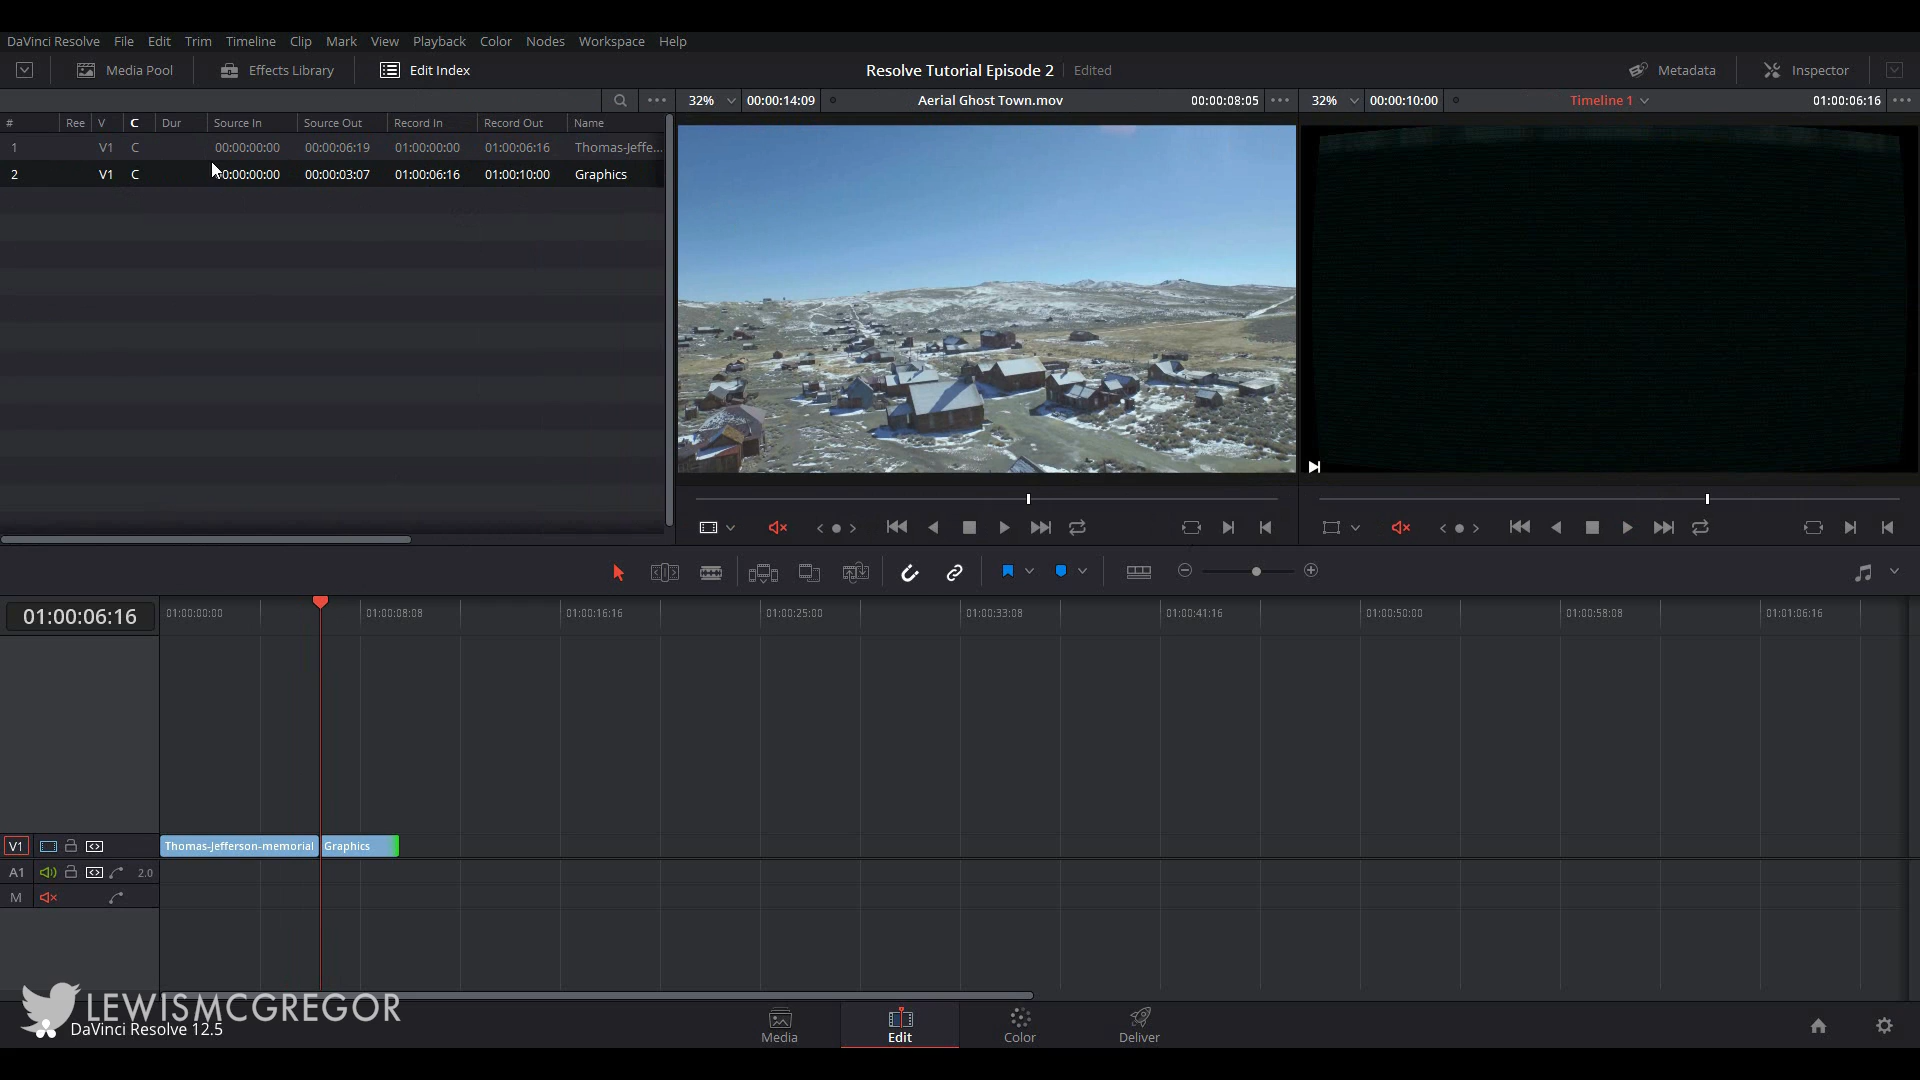 DaVinci Resolve File Edit Trim Timeline Clip Mark View Playback Color Nodes Workspace Help
Media Pool Effects Library Edit Index Resolve Tutorial Episode 2 Edited Metadata Inspector
32% 00:00:14:09 Aerial Ghost Town.mov 00:00:08:05 32% 00:00:10:00 Timeline 1 01:00:06:16
# Ree V C Dur Source In Source Out Record In Record Out Name
1 V1 C 00:00:00:00 00:00:06:19 01:00:00:00 01:00:06:16 Thomas-Jeffe...
2 V1 C 00:00:00:00 00:00:03:07 01:00:06:16 01:00:10:00 Graphics
01:00:06:16 01:00:00:00 01:00:08:08 01:00:16:16 01:00:25:00 01:00:33:08 01:00:41:16 01:00:50:00 01:00:58:08 01:01:06:16
V1 Thomas-Jefferson-memorial Graphics
A1 2.0
M
LEWISMCGREGOR
DaVinci Resolve 12.5
Media Edit Color Deliver